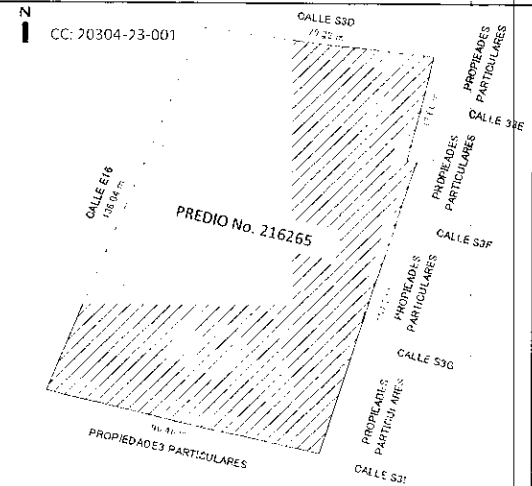 N
CC: 20304-23-001
CALLE S3D
PROPIEADES
PARTICULARES
CALLE S3E
CALLE E16
136.04 m
PREDIO No. 216265
PROPIEADES
PARTICULARES
CALLE S3F
PROPIEADES
PARTICULARES
CALLE S3G
PROPIEADES
PARTICULARES
PROPIEDADES PARTICULARES
CALLE S3I